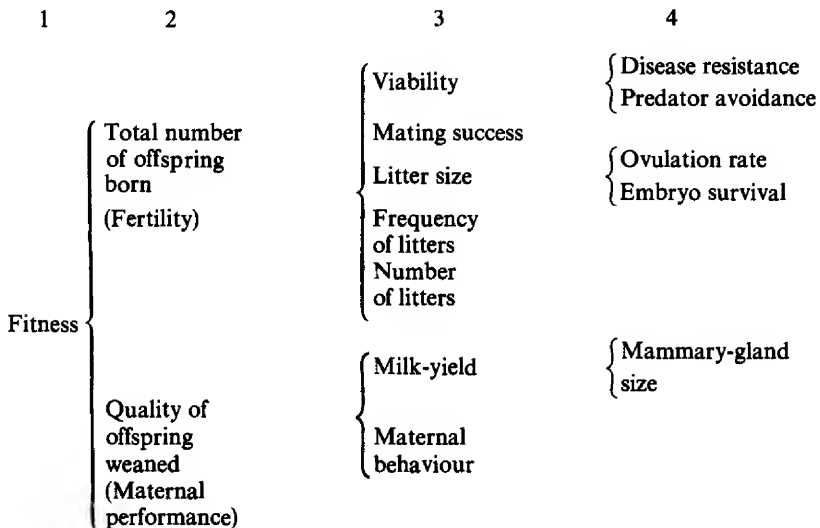 1 2 3 4
Viability
Disease resistance
Predator avoidance
Total number
of offspring
born
(Fertility)
Mating success
Litter size
Ovulation rate
Embryo survival
Frequency
of litters
Number
of litters
Fitness
Quality of
offspring
weaned
(Maternal
performance)
Milk-yield
Mammary-gland
size
Maternal
behaviour